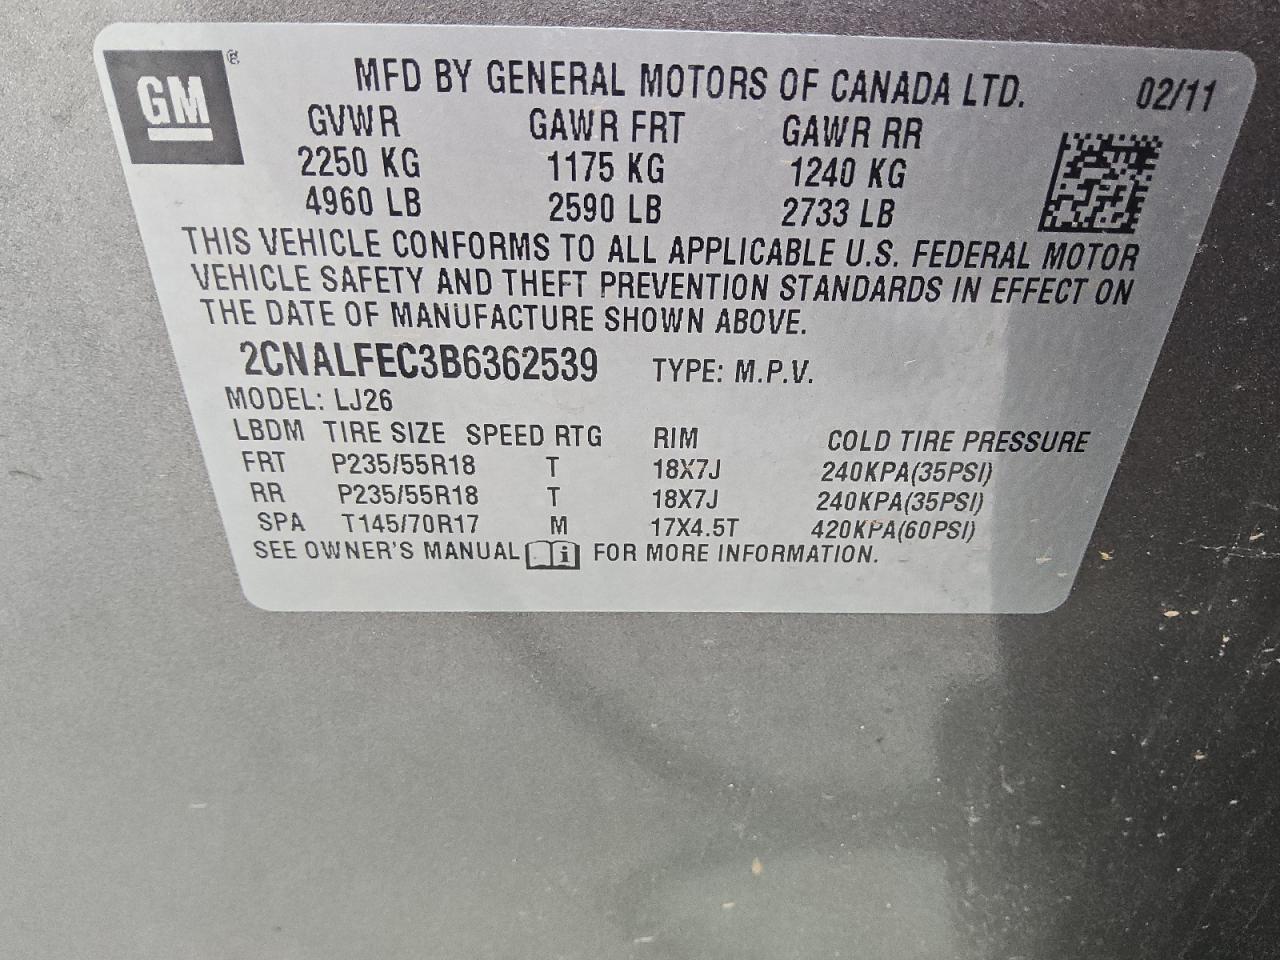 GM ®
MFD BY GENERAL MOTORS OF CANADA LTD. 02/11
GVWR GAWR FRT GAWR RR
2250 KG 1175 KG 1240 KG
4960 LB 2590 LB 2733 LB
THIS VEHICLE CONFORMS TO ALL APPLICABLE U.S. FEDERAL MOTOR
VEHICLE SAFETY AND THEFT PREVENTION STANDARDS IN EFFECT ON
THE DATE OF MANUFACTURE SHOWN ABOVE.
2CNALFEC3B6362539 TYPE: M.P.V.
MODEL: LJ26
LBDM TIRE SIZE SPEED RTG RIM COLD TIRE PRESSURE
FRT P235/55R18 T 18X7J 240KPA(35PSI)
RR P235/55R18 T 18X7J 240KPA(35PSI)
SPA T145/70R17 M 17X4.5T 420KPA(60PSI)
SEE OWNER'S MANUAL i FOR MORE INFORMATION.